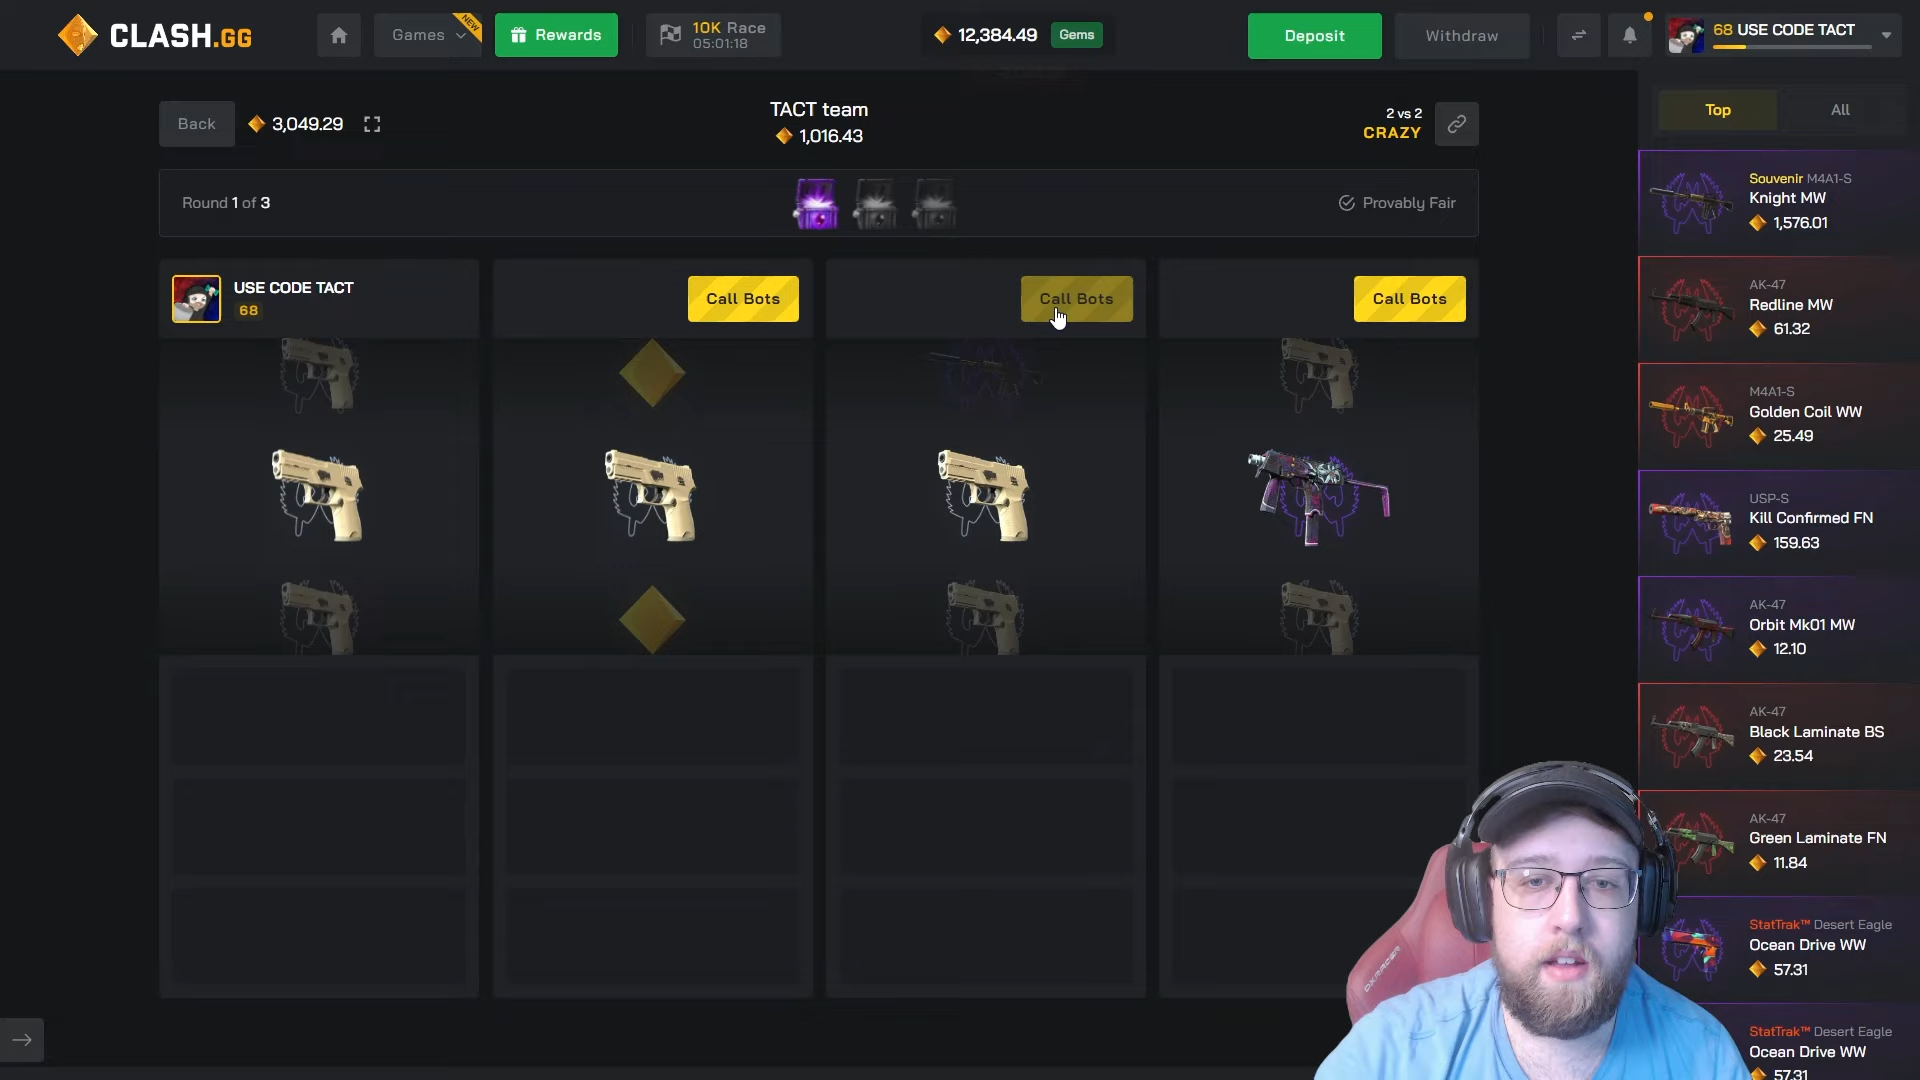 CLASH.GG
Games
NEW
Rewards
10K Race
05:01:18
12,384.49
Gems
Deposit
Withdraw
68 USE CODE TACT
Back
3,049.29
TACT team
1,016.43
2 vs 2
CRAZY
Round 1 of 3
Provably Fair
USE CODE TACT
68
Call Bots
Call Bots
Call Bots
Top
All
Souvenir M4A1-S
Knight MW
1,576.01
AK-47
Redline MW
61.32
M4A1-S
Golden Coil WW
25.49
USP-S
Kill Confirmed FN
159.63
AK-47
Orbit Mk01 MW
12.10
AK-47
Black Laminate BS
23.54
AK-47
Green Laminate FN
11.84
StatTrak™ Desert Eagle
Ocean Drive WW
57.31
StatTrak™ Desert Eagle
Ocean Drive WW
57.31
DXRACER